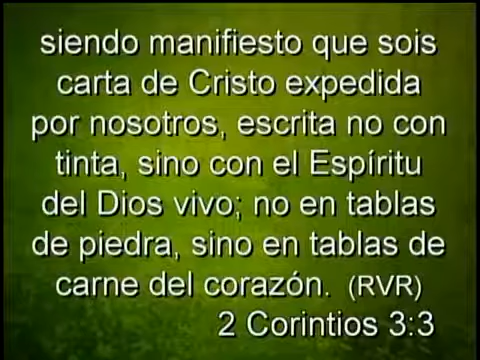 siendo manifiesto que sois
carta de Cristo expedida
por nosotros, escrita no con
tinta, sino con el Espíritu
del Dios vivo; no en tablas
de piedra, sino en tablas de
carne del corazón. (RVR)
2 Corintios 3:3